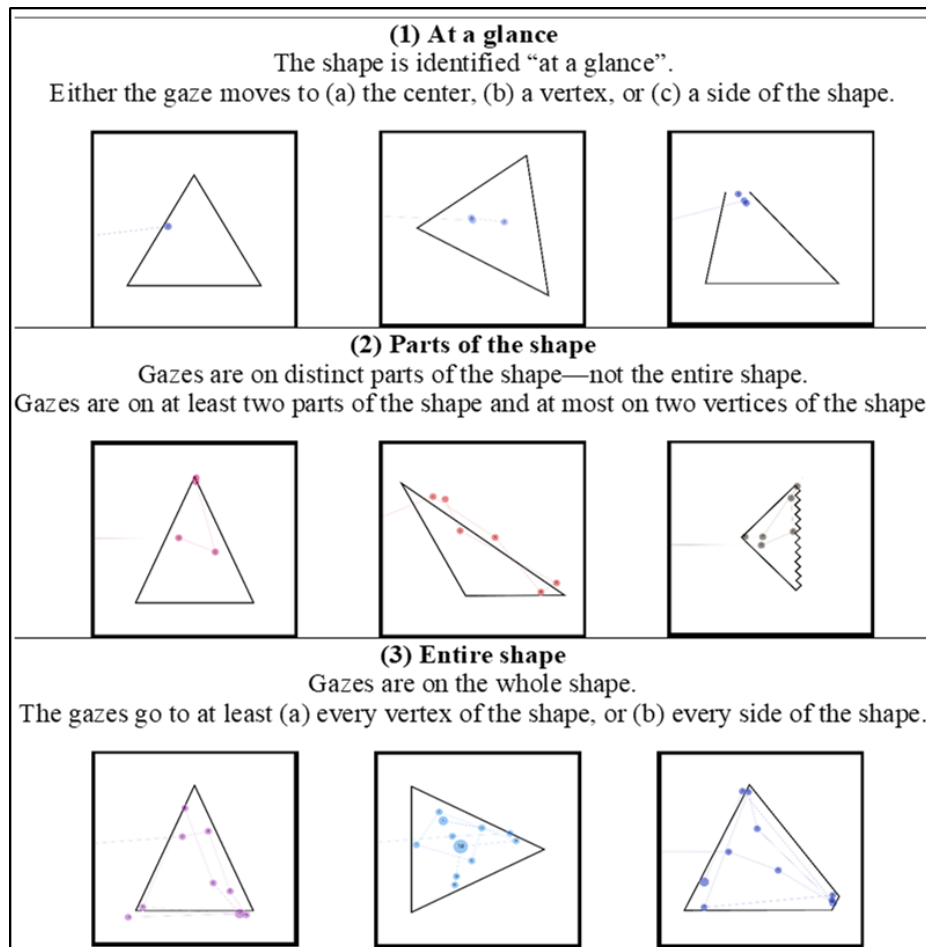 (1) At a glance
The shape is identified “at a glance”.
Either the gaze moves to (a) the center, (b) a vertex, or (c) a side of the shape.
(2) Parts of the shape
Gazes are on distinct parts of the shape—not the entire shape.
Gazes are on at least two parts of the shape and at most on two vertices of the shape
(3) Entire shape
Gazes are on the whole shape.
The gazes go to at least (a) every vertex of the shape, or (b) every side of the shape.